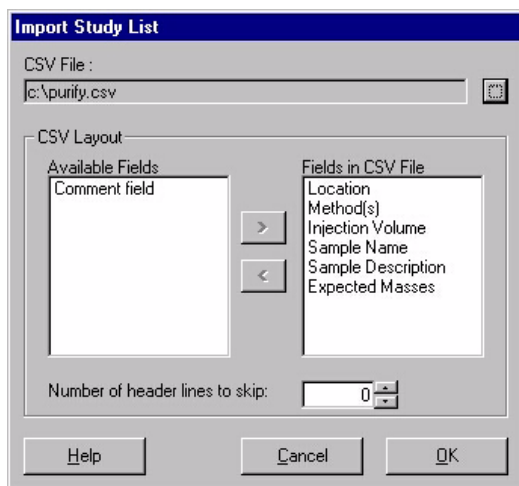 Import Study List
CSV File :
c:\purify.csv
CSV Layout
Available Fields
Comment field
>
<
Fields in CSV File
Location
Method(s)
Injection Volume
Sample Name
Sample Description
Expected Masses
Number of header lines to skip: 0
Help Cancel OK